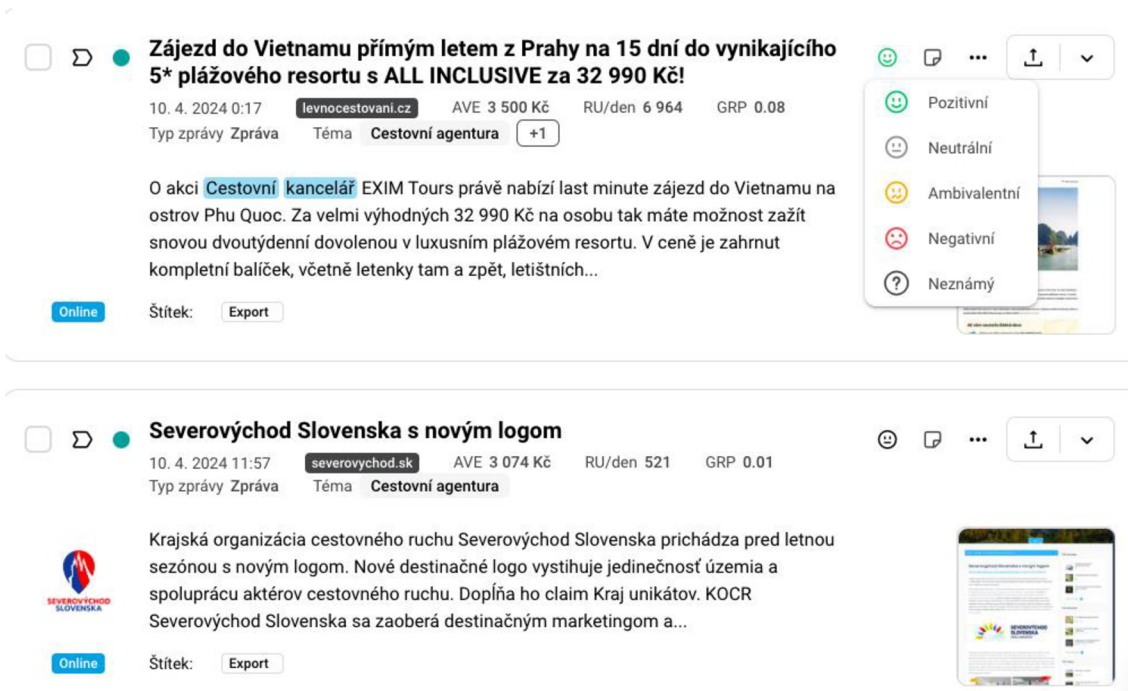 Zájezd do Vietnamu přímým letem z Prahy na 15 dní do vynikajícího
5* plážového resortu s ALL INCLUSIVE za 32 990 Kč!
10. 4. 2024 0:17 levnocestovani.cz AVE 3 500 Kč RU/den 6 964 GRP 0.08
Typ zprávy Zpráva Téma Cestovní agentura +1
Pozitivní
Neutrální
Ambivalentní
Negativní
Neznámý
O akci Cestovní kancelář EXIM Tours právě nabízí last minute zájezd do Vietnamu na
ostrov Phu Quoc. Za velmi výhodných 32 990 Kč na osobu tak máte možnost zažít
snovou dvoutýdenní dovolenou v luxusním plážovém resortu. V ceně je zahrnut
kompletní balíček, včetně letenky tam a zpět, letištních...
Online Štítek: Export
Severovýchod Slovenska s novým logom
10. 4. 2024 11:57 severovychod.sk AVE 3 074 Kč RU/den 521 GRP 0.01
Typ zprávy Zpráva Téma Cestovní agentura
Krajská organizácia cestovného ruchu Severovýchod Slovenska prichádza pred letnou
sezónou s novým logom. Nové destinačné logo vystihuje jedinečnosť územia a
spoluprácu aktérov cestovného ruchu. Dopĺňa ho claim Kraj unikátov. KOCR
Severovýchod Slovenska sa zaoberá destinačným marketingom a...
SEVEROVÝCHOD
SLOVENSKA
Online Štítek: Export